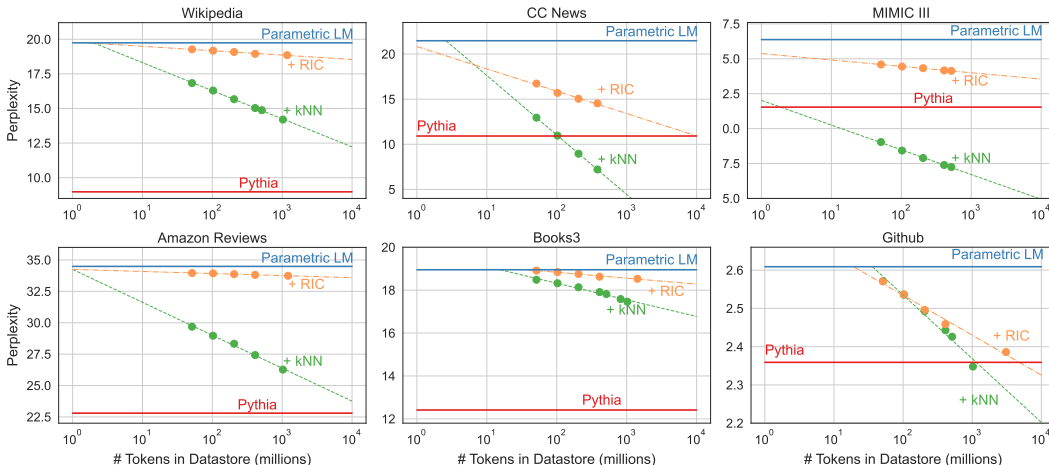 Wikipedia
Perplexity
20.0
17.5
15.0
12.5
10.0
Parametric LM
+ RIC
+ kNN
Pythia
10^0 10^1 10^2 10^3 10^4
CC News
20
15
10
5
Parametric LM
+ RIC
Pythia
+ kNN
10^0 10^1 10^2 10^3 10^4
MIMIC III
7.5
5.0
2.5
0.0
7.5
5.0
Parametric LM
+ RIC
Pythia
+ kNN
10^0 10^1 10^2 10^3 10^4
Amazon Reviews
Perplexity
35.0
32.5
30.0
27.5
25.0
22.5
Parametric LM
+ RIC
+ kNN
Pythia
10^0 10^1 10^2 10^3 10^4
# Tokens in Datastore (millions)
Books3
20
18
16
14
12
Parametric LM
+ RIC
+ kNN
Pythia
10^0 10^1 10^2 10^3 10^4
# Tokens in Datastore (millions)
Github
2.6
2.5
2.4
2.3
2.2
Parametric LM
+ RIC
Pythia
+ kNN
10^0 10^1 10^2 10^3 10^4
# Tokens in Datastore (millions)